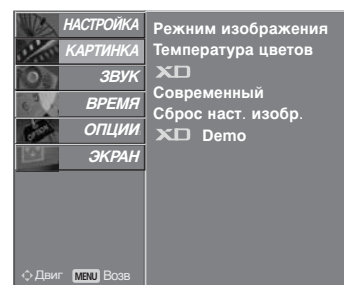 НАСТРОЙКА
КАРТИНКА
ЗВУК
ВРЕМЯ
ОПЦИИ
ЭКРАН
Режним изображения
Температура цветов
XD
Современный
Сброс наст. изобр.
XD Demo
Двиг MENU Возв